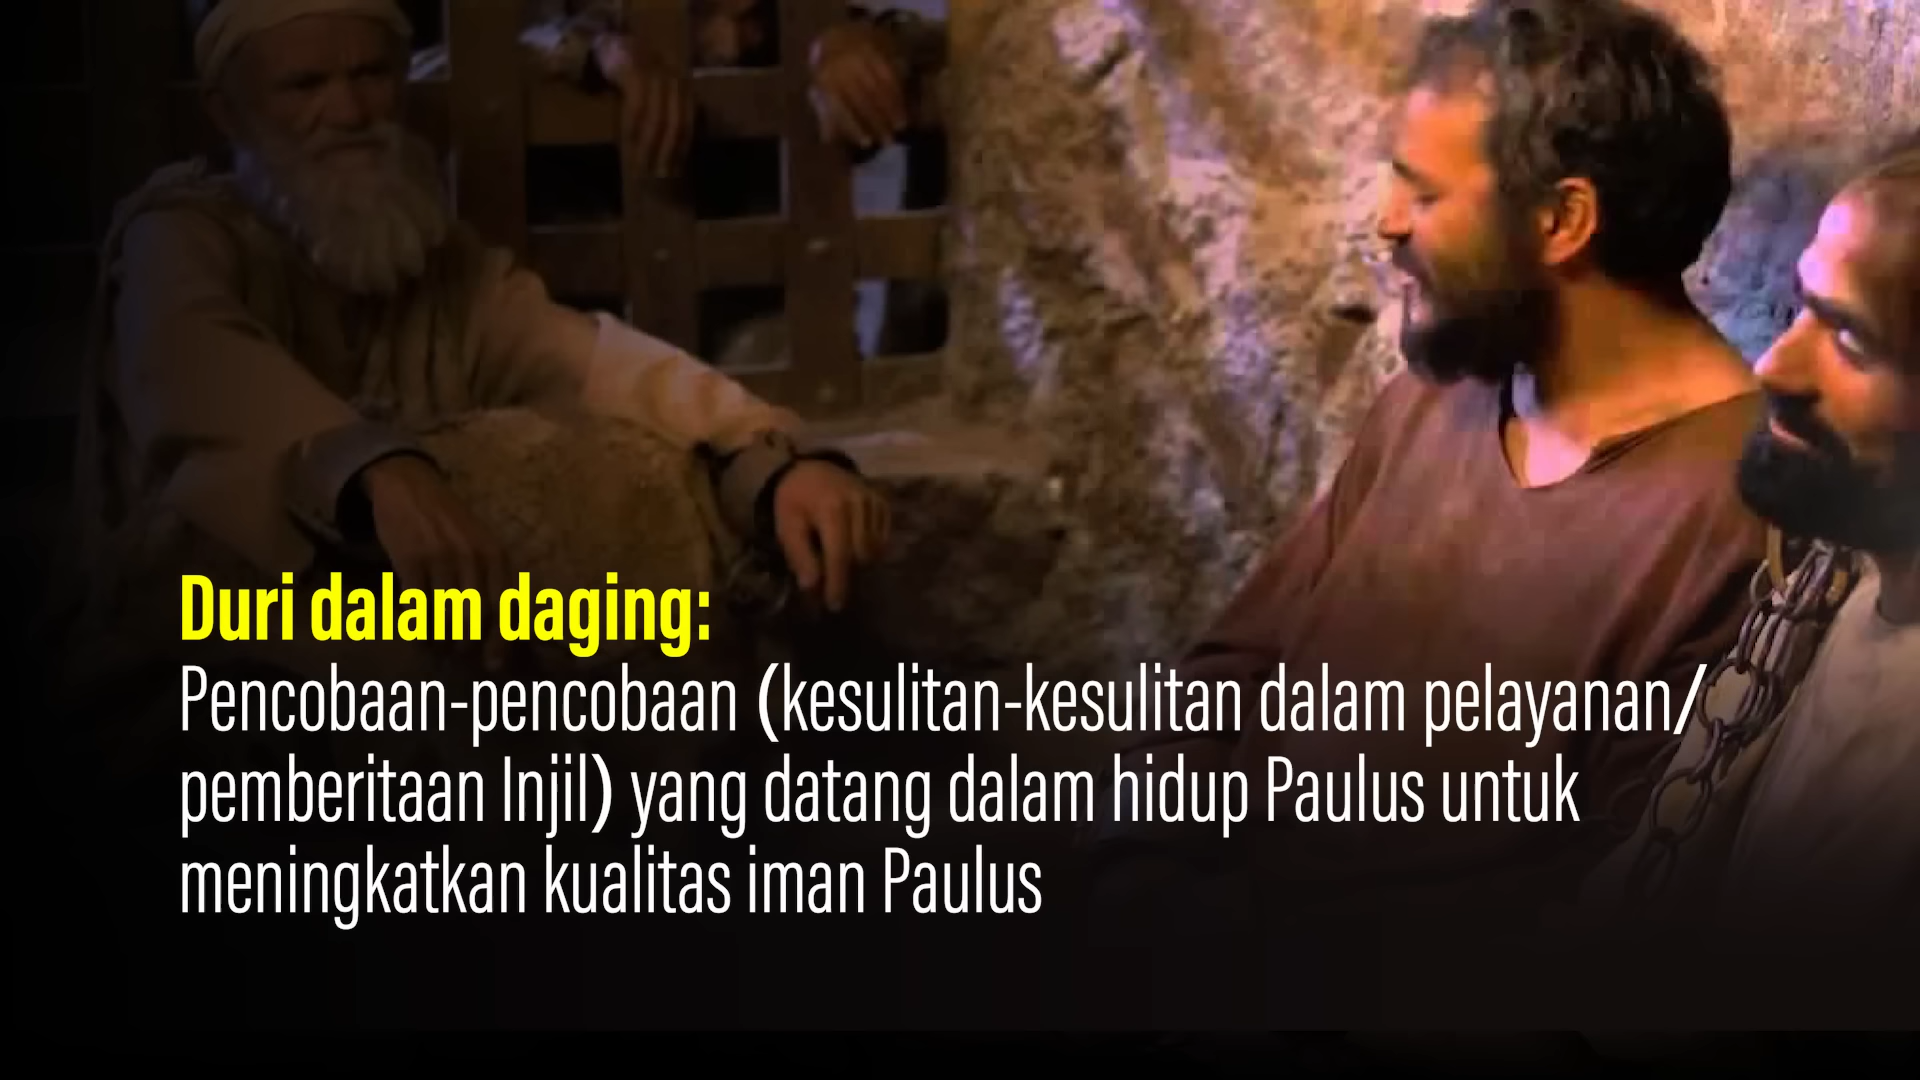 Duri dalam daging:
Pencobaan-pencobaan (kesulitan-kesulitan dalam pelayanan/
pemberitaan Injil) yang datang dalam hidup Paulus untuk
meningkatkan kualitas iman Paulus